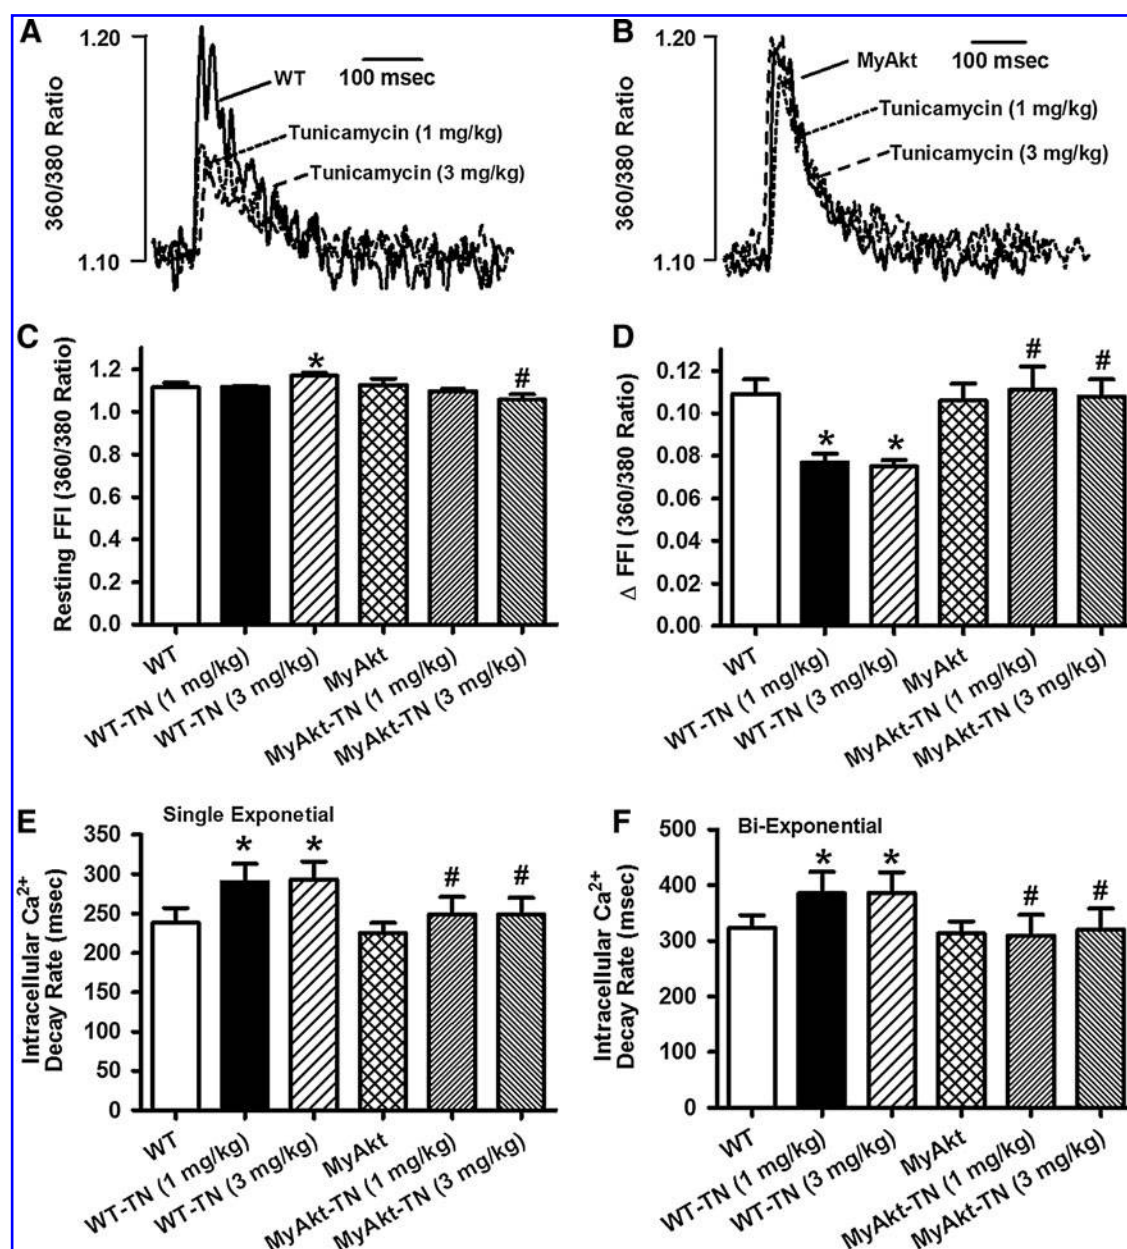 A
1.20
360/380 Ratio
1.10
100 msec
WT
Tunicamycin (1 mg/kg)
Tunicamycin (3 mg/kg)
B
1.20
360/380 Ratio
1.10
100 msec
MyAkt
Tunicamycin (1 mg/kg)
Tunicamycin (3 mg/kg)
C
Resting FFI (360/380 Ratio)
1.2
1.0
0.8
0.6
0.4
0.2
0.0
*
#
WT
WT-TN (1 mg/kg)
WT-TN (3 mg/kg)
MyAkt
MyAkt-TN (1 mg/kg)
MyAkt-TN (3 mg/kg)
D
Δ FFI (360/380 Ratio)
0.12
0.10
0.08
0.06
0.04
0.02
0.00
*
*
#
#
WT
WT-TN (1 mg/kg)
WT-TN (3 mg/kg)
MyAkt
MyAkt-TN (1 mg/kg)
MyAkt-TN (3 mg/kg)
E
Single Exponetial
Intracellular Ca2+
Decay Rate (msec)
350
300
250
200
150
100
50
0
*
*
#
#
WT
WT-TN (1 mg/kg)
WT-TN (3 mg/kg)
MyAkt
MyAkt-TN (1 mg/kg)
MyAkt-TN (3 mg/kg)
F
Bi-Exponential
Intracellular Ca2+
Decay Rate (msec)
500
400
300
200
100
0
*
*
#
#
WT
WT-TN (1 mg/kg)
WT-TN (3 mg/kg)
MyAkt
MyAkt-TN (1 mg/kg)
MyAkt-TN (3 mg/kg)